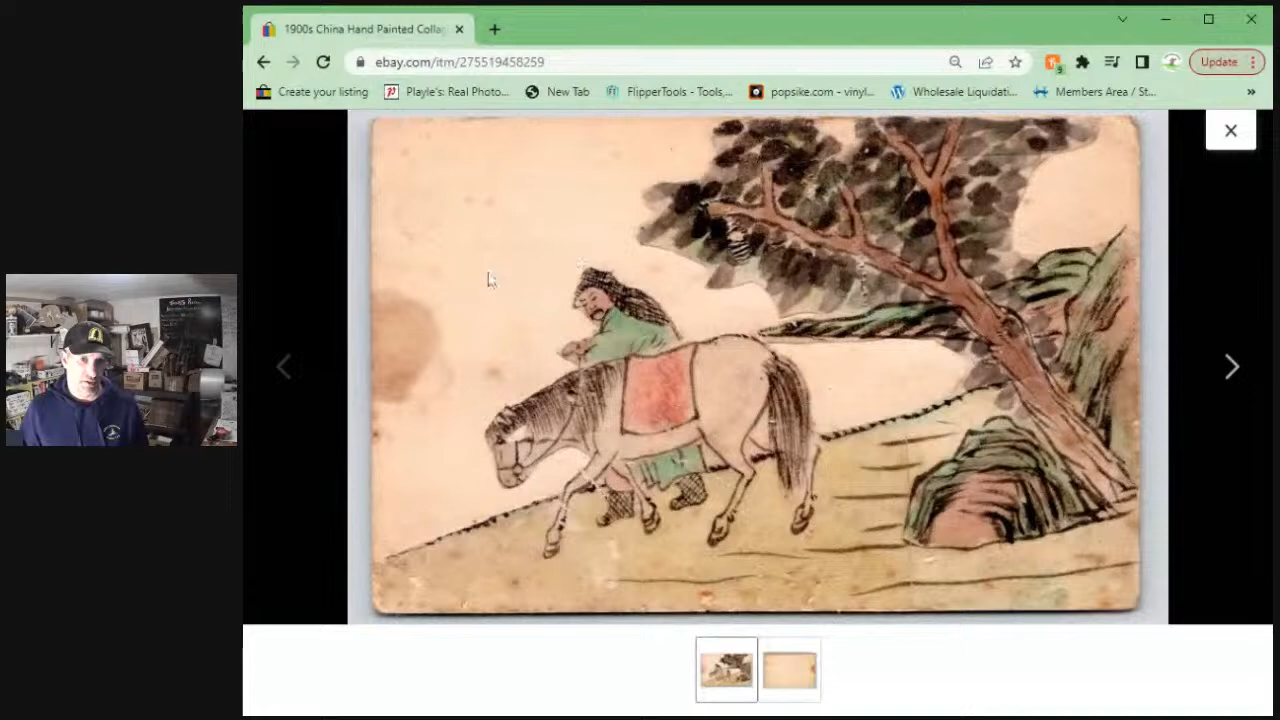 1900s China Hand Painted Colla
ebay.com/itm/275519458259
Update
Create your listing
Playle's: Real Photo...
New Tab
FlipperTools - Tools,...
popsike.com - vinyl...
Wholesale Liquidati...
Members Area / St...